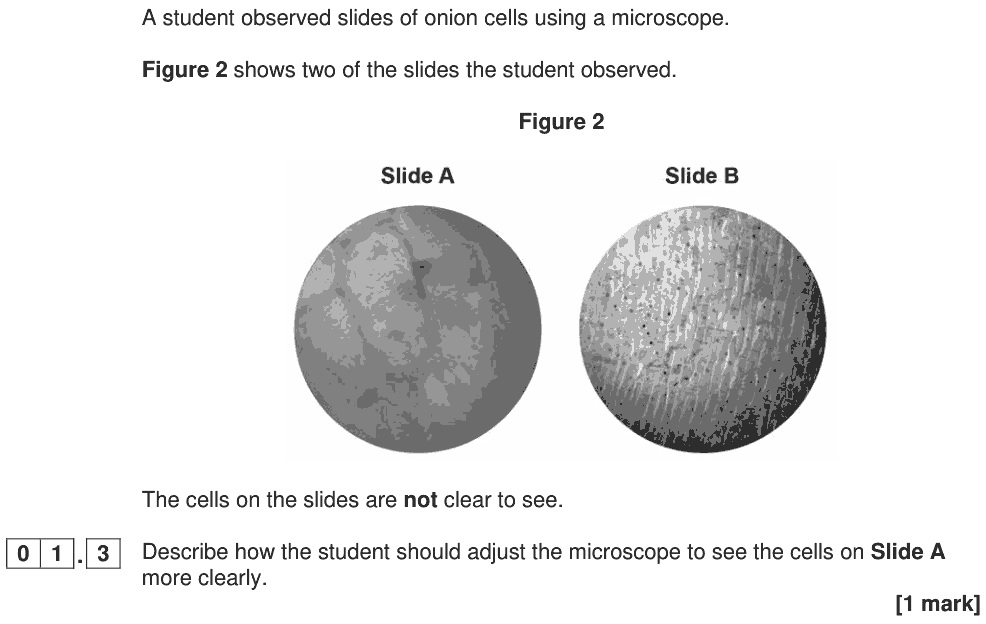 A student observed slides of onion cells using a microscope.
Figure 2 shows two of the slides the student observed.
Figure 2
Slide A Slide B
The cells on the slides are not clear to see.
0 1 . 3 Describe how the student should adjust the microscope to see the cells on Slide A
more clearly.
[1 mark]